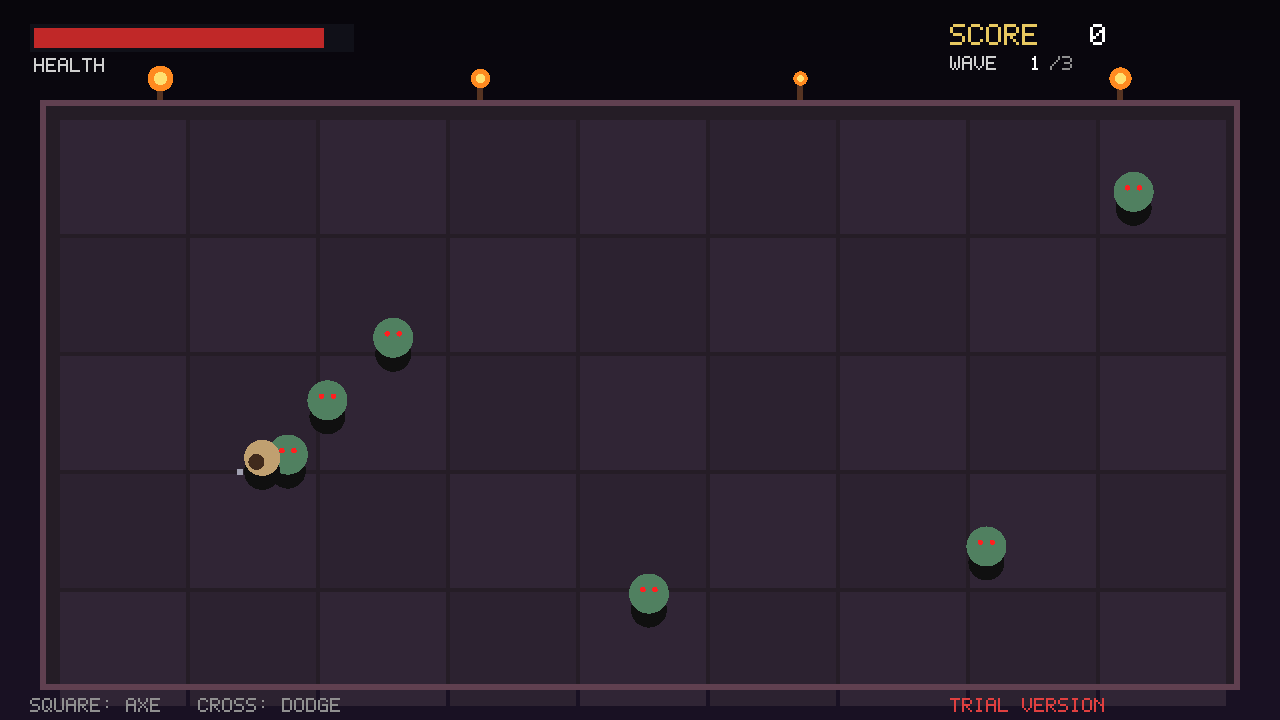 SCORE 0
HEALTH
WAVE 1 /3
SQUARE: AXE CROSS: DODGE
TRIAL VERSION